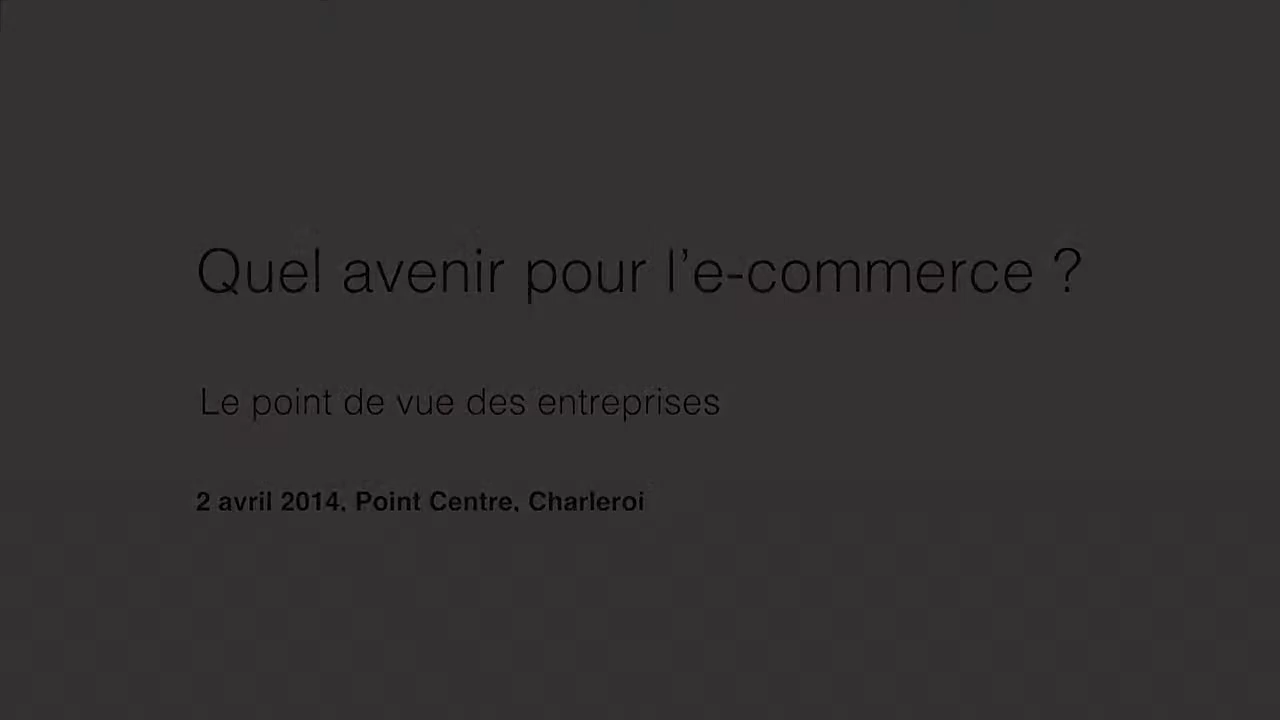 Quel avenir pour l’e-commerce ?
Le point de vue des entreprises
2 avril 2014, Point Centre, Charleroi